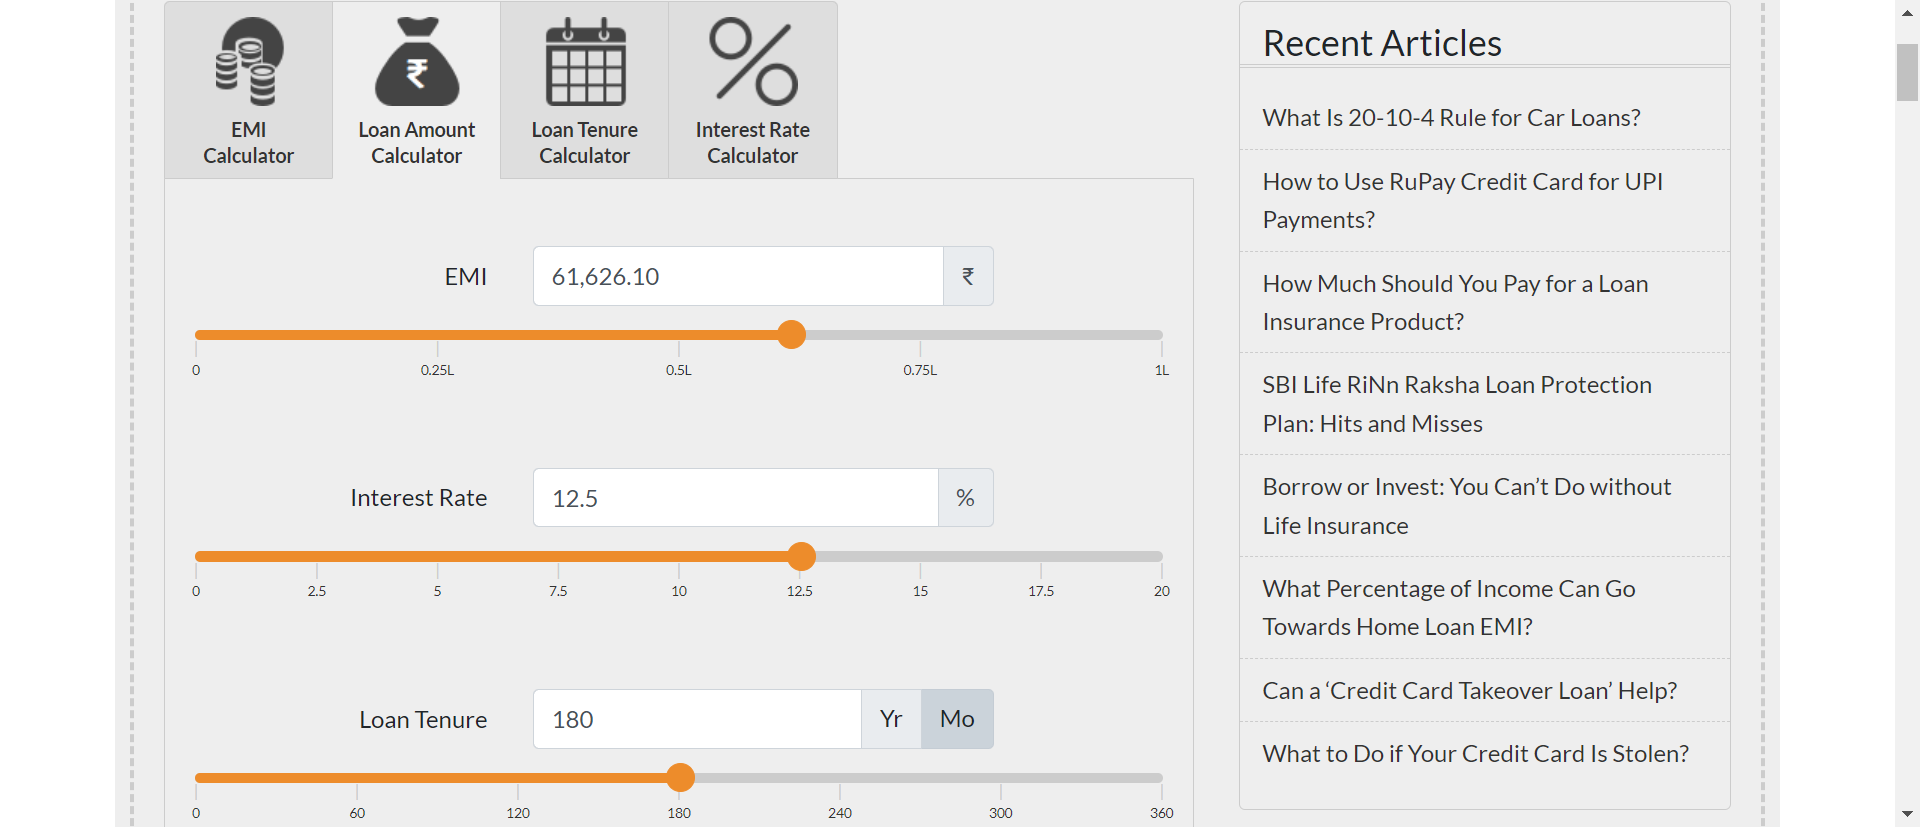 EMI
Calculator
₹
Loan Amount
Calculator
Loan Tenure
Calculator
Interest Rate
Calculator
EMI
61,626.10
₹
0
0.25L
0.5L
0.75L
1L
Interest Rate
12.5
%
0
2.5
5
7.5
10
12.5
15
17.5
20
Loan Tenure
180
Yr
Mo
0
60
120
180
240
300
360
Recent Articles
What Is 20-10-4 Rule for Car Loans?
How to Use RuPay Credit Card for UPI
Payments?
How Much Should You Pay for a Loan
Insurance Product?
SBI Life RiNn Raksha Loan Protection
Plan: Hits and Misses
Borrow or Invest: You Can’t Do without
Life Insurance
What Percentage of Income Can Go
Towards Home Loan EMI?
Can a ‘Credit Card Takeover Loan’ Help?
What to Do if Your Credit Card Is Stolen?